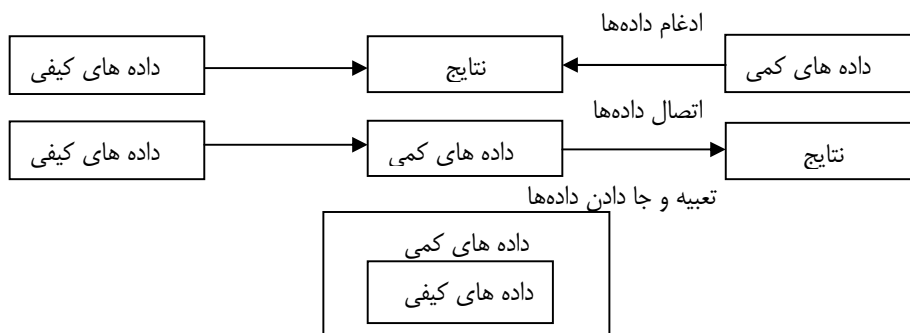 ادغام داده‌ها
داده های کمی
نتایج
داده های کیفی
اتصال داده‌ها
داده های کیفی
داده های کمی
نتایج
تعبیه و جا دادن داده‌ها
داده های کمی
داده های کیفی